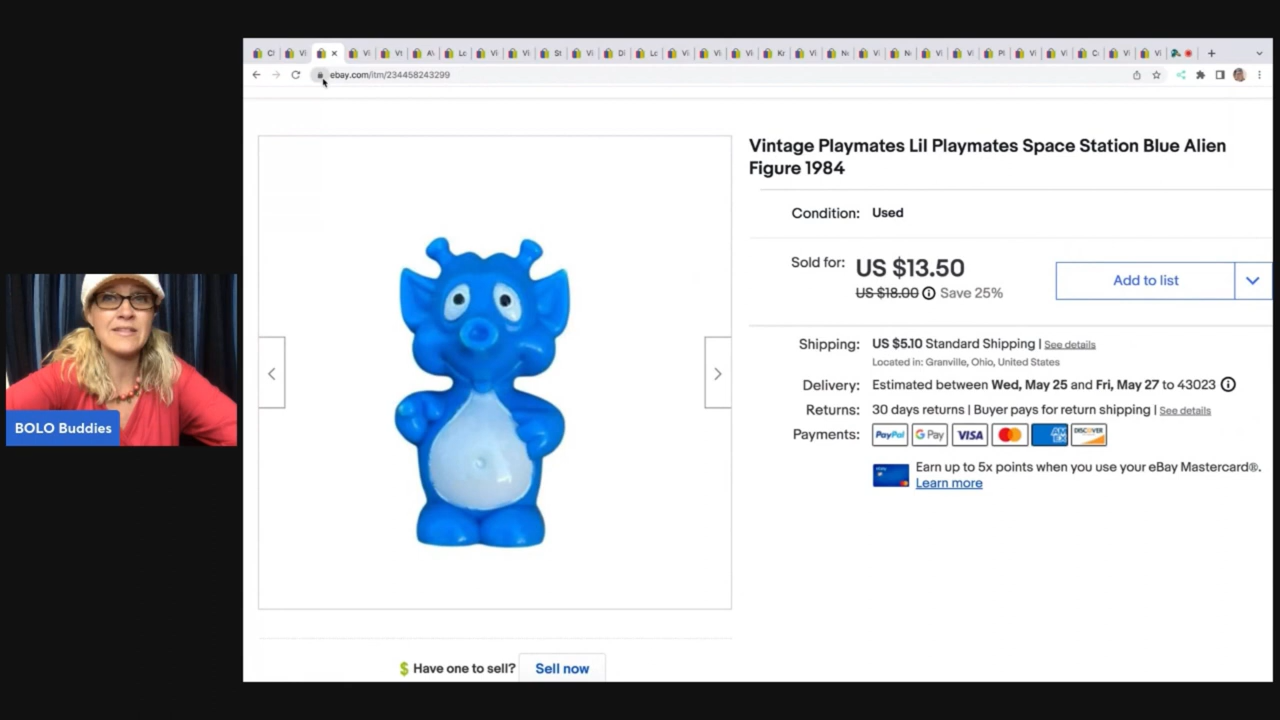 ebay.com/itm/234458243299
Vintage Playmates Lil Playmates Space Station Blue Alien
Figure 1984
Condition: Used
Sold for: US $13.50
US $18.00 Save 25%
Add to list
Shipping: US $5.10 Standard Shipping | See details
Located in: Granville, Ohio, United States
Delivery: Estimated between Wed, May 25 and Fri, May 27 to 43023
Returns: 30 days returns | Buyer pays for return shipping | See details
Payments: PayPal G Pay VISA DISCOVER
Earn up to 5x points when you use your eBay Mastercard®.
Learn more
BOLO Buddies
$ Have one to sell? Sell now